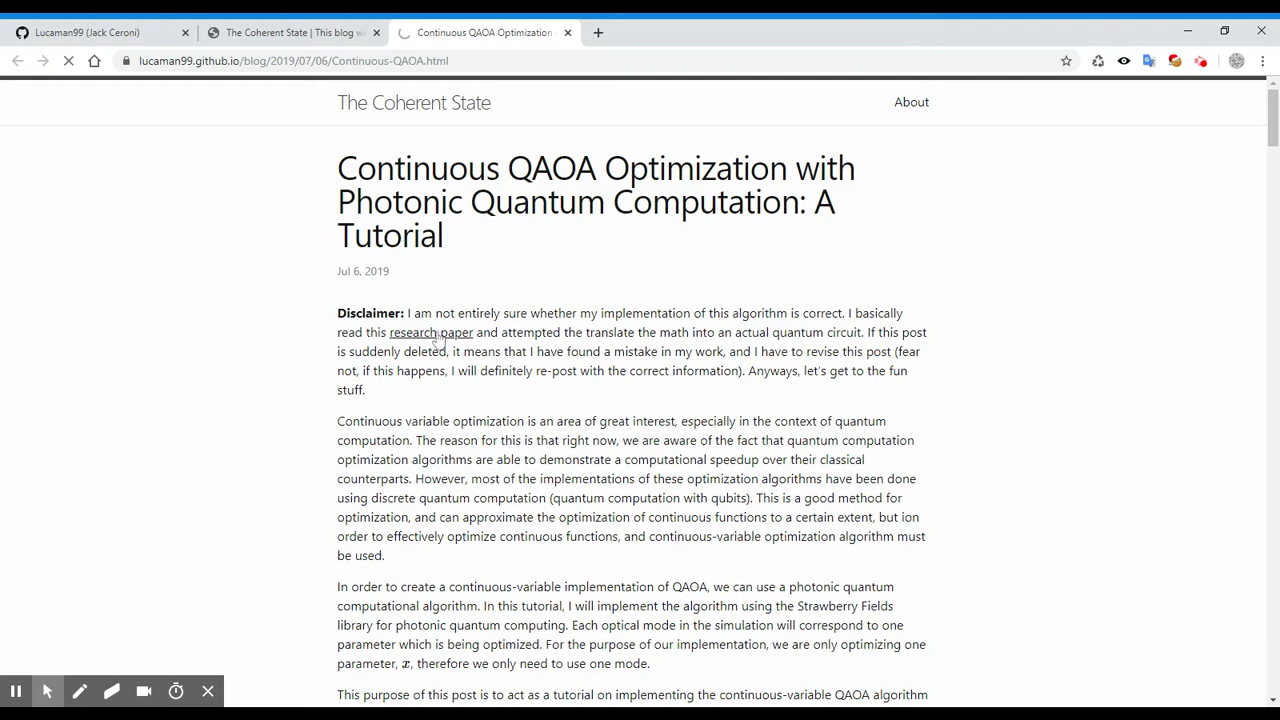 Lucaman99 (Jack Ceroni)
The Coherent State | This blog w
Continuous QAOA Optimization
lucaman99.github.io/blog/2019/07/06/Continuous-QAOA.html
The Coherent State
About
Continuous QAOA Optimization with
Photonic Quantum Computation: A
Tutorial
Jul 6, 2019
Disclaimer: I am not entirely sure whether my implementation of this algorithm is correct. I basically
read this research paper and attempted the translate the math into an actual quantum circuit. If this post
is suddenly deleted, it means that I have found a mistake in my work, and I have to revise this post (fear
not, if this happens, I will definitely re-post with the correct information). Anyways, let's get to the fun
stuff.
Continuous variable optimization is an area of great interest, especially in the context of quantum
computation. The reason for this is that right now, we are aware of the fact that quantum computation
optimization algorithms are able to demonstrate a computational speedup over their classical
counterparts. However, most of the implementations of these optimization algorithms have been done
using discrete quantum computation (quantum computation with qubits). This is a good method for
optimization, and can approximate the optimization of continuous functions to a certain extent, but ion
order to effectively optimize continuous functions, and continuous-variable optimization algorithm must
be used.
In order to create a continuous-variable implementation of QAOA, we can use a photonic quantum
computational algorithm. In this tutorial, I will implement the algorithm using the Strawberry Fields
library for photonic quantum computing. Each optical mode in the simulation will correspond to one
parameter which is being optimized. For the purpose of our implementation, we are only optimizing one
parameter, x, therefore we only need to use one mode.
This purpose of this post is to act as a tutorial on implementing the continuous-variable QAOA algorithm